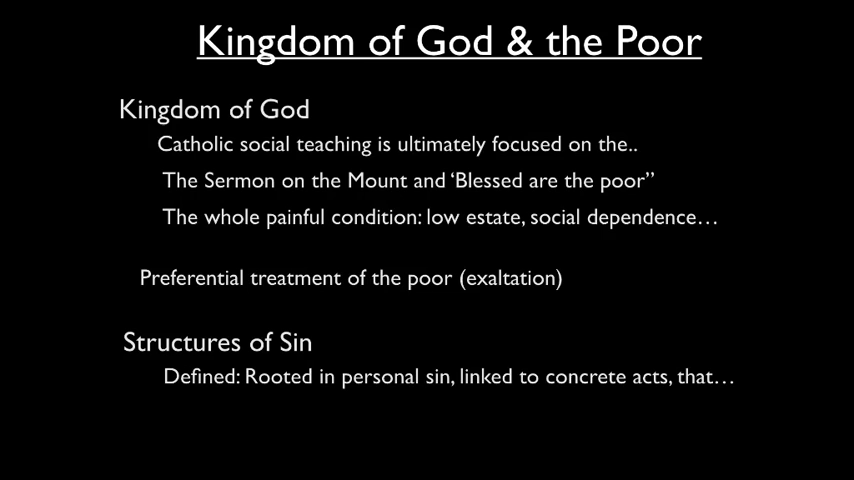 Kingdom of God & the Poor
Kingdom of God
Catholic social teaching is ultimately focused on the..
The Sermon on the Mount and ‘Blessed are the poor”
The whole painful condition: low estate, social dependence…
Preferential treatment of the poor (exaltation)
Structures of Sin
Defined: Rooted in personal sin, linked to concrete acts, that…